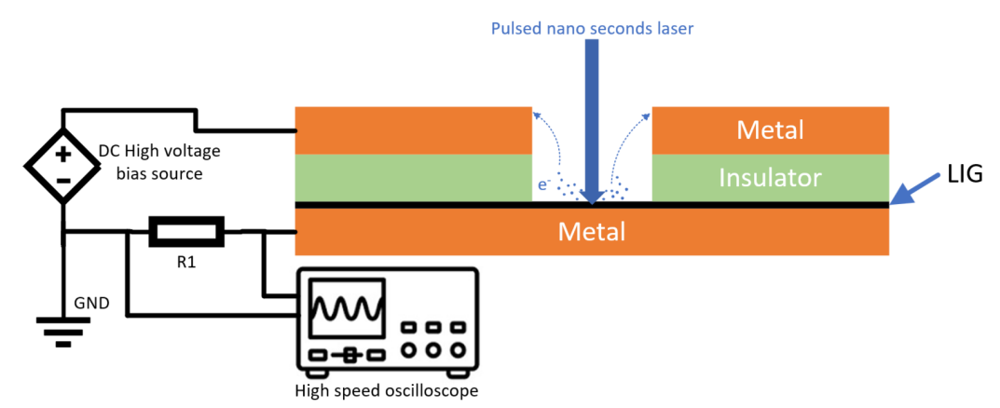 Pulsed nano seconds laser
DC High voltage
bias source
+
-
Metal
Insulator
LIG
e-
Metal
R1
GND
High speed oscilloscope